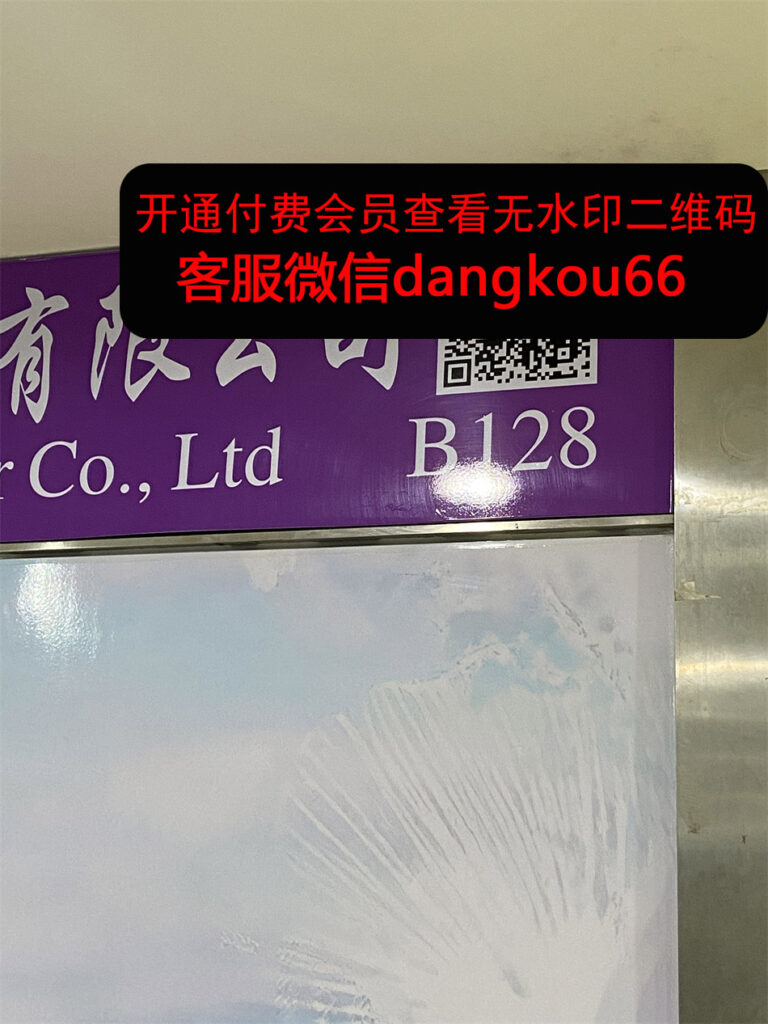 开通付费会员查看无水印二维码
客服微信dangkou66
有限公司
Co., Ltd
B128